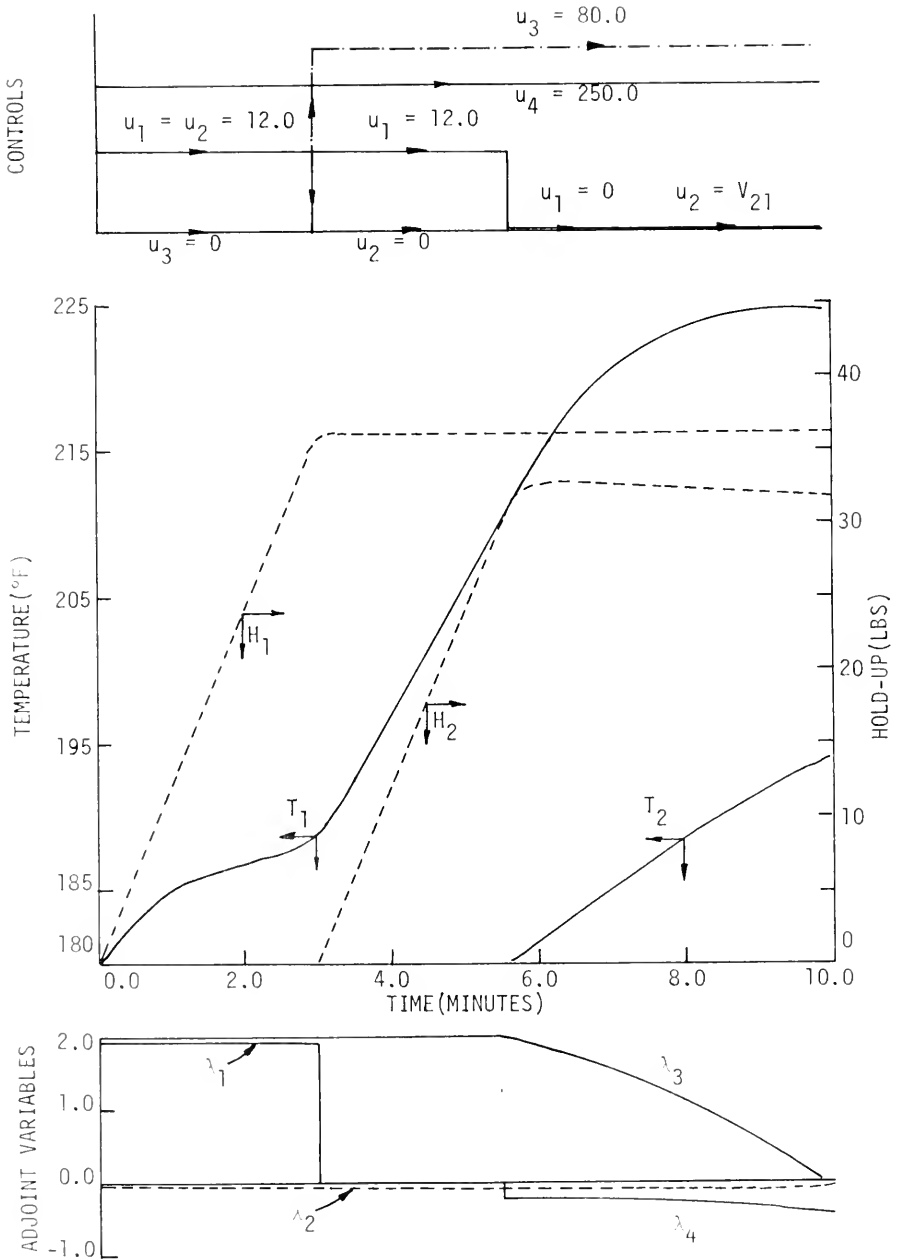 u3 = 80.0
u4 = 250.0
u1 = u2 = 12.0
u1 = 12.0
u1 = 0
u2 = V21
u3 = 0
u2 = 0
CONTROLS
225
215
205
195
185
180
TEMPERATURE(°F)
H1
H2
T1
T2
40
30
20
10
0
HOLD-UP(LBS)
0.0 2.0 4.0 6.0 8.0 10.0
TIME(MINUTES)
2.0
1.0
0.0
-1.0
ADJOINT VARIABLES
λ1
λ2
λ3
λ4